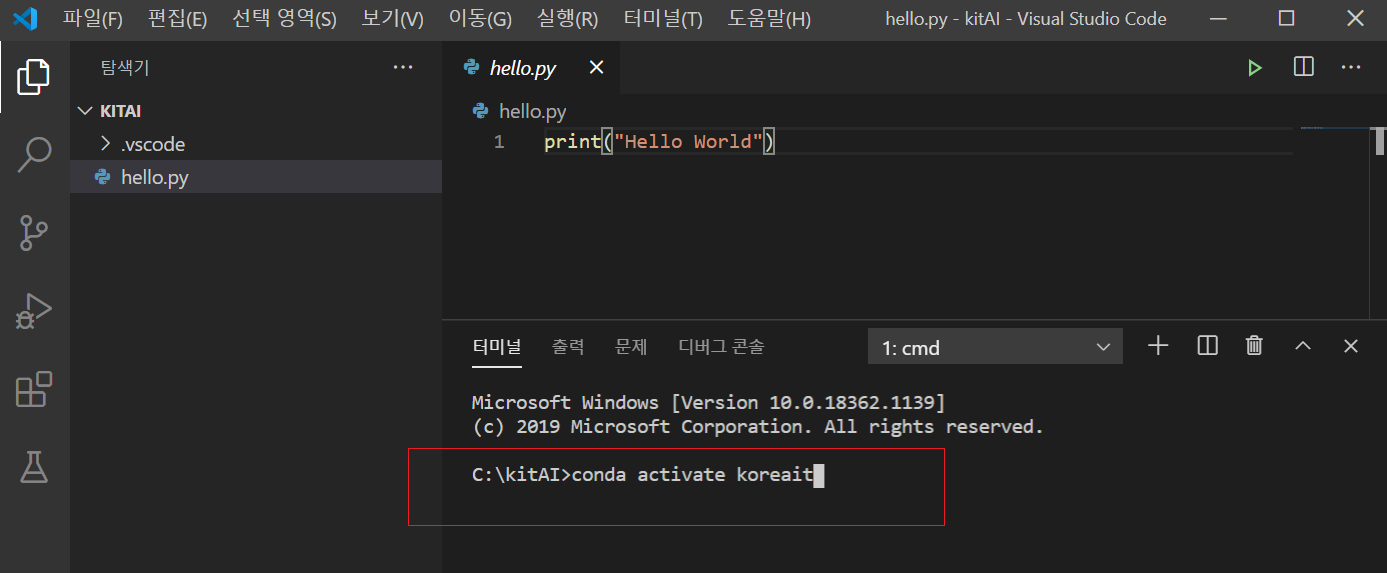 파일(F) 편집(E) 선택 영역(S) 보기(V) 이동(G) 실행(R) 터미널(T) 도움말(H) hello.py - kitAI - Visual Studio Code
탐색기
hello.py
KITAI
hello.py
.vscode
1 print("Hello World")
hello.py
터미널 출력 문제 디버그 콘솔 1: cmd
Microsoft Windows [Version 10.0.18362.1139]
(c) 2019 Microsoft Corporation. All rights reserved.
C:\kitAI>conda activate koreait